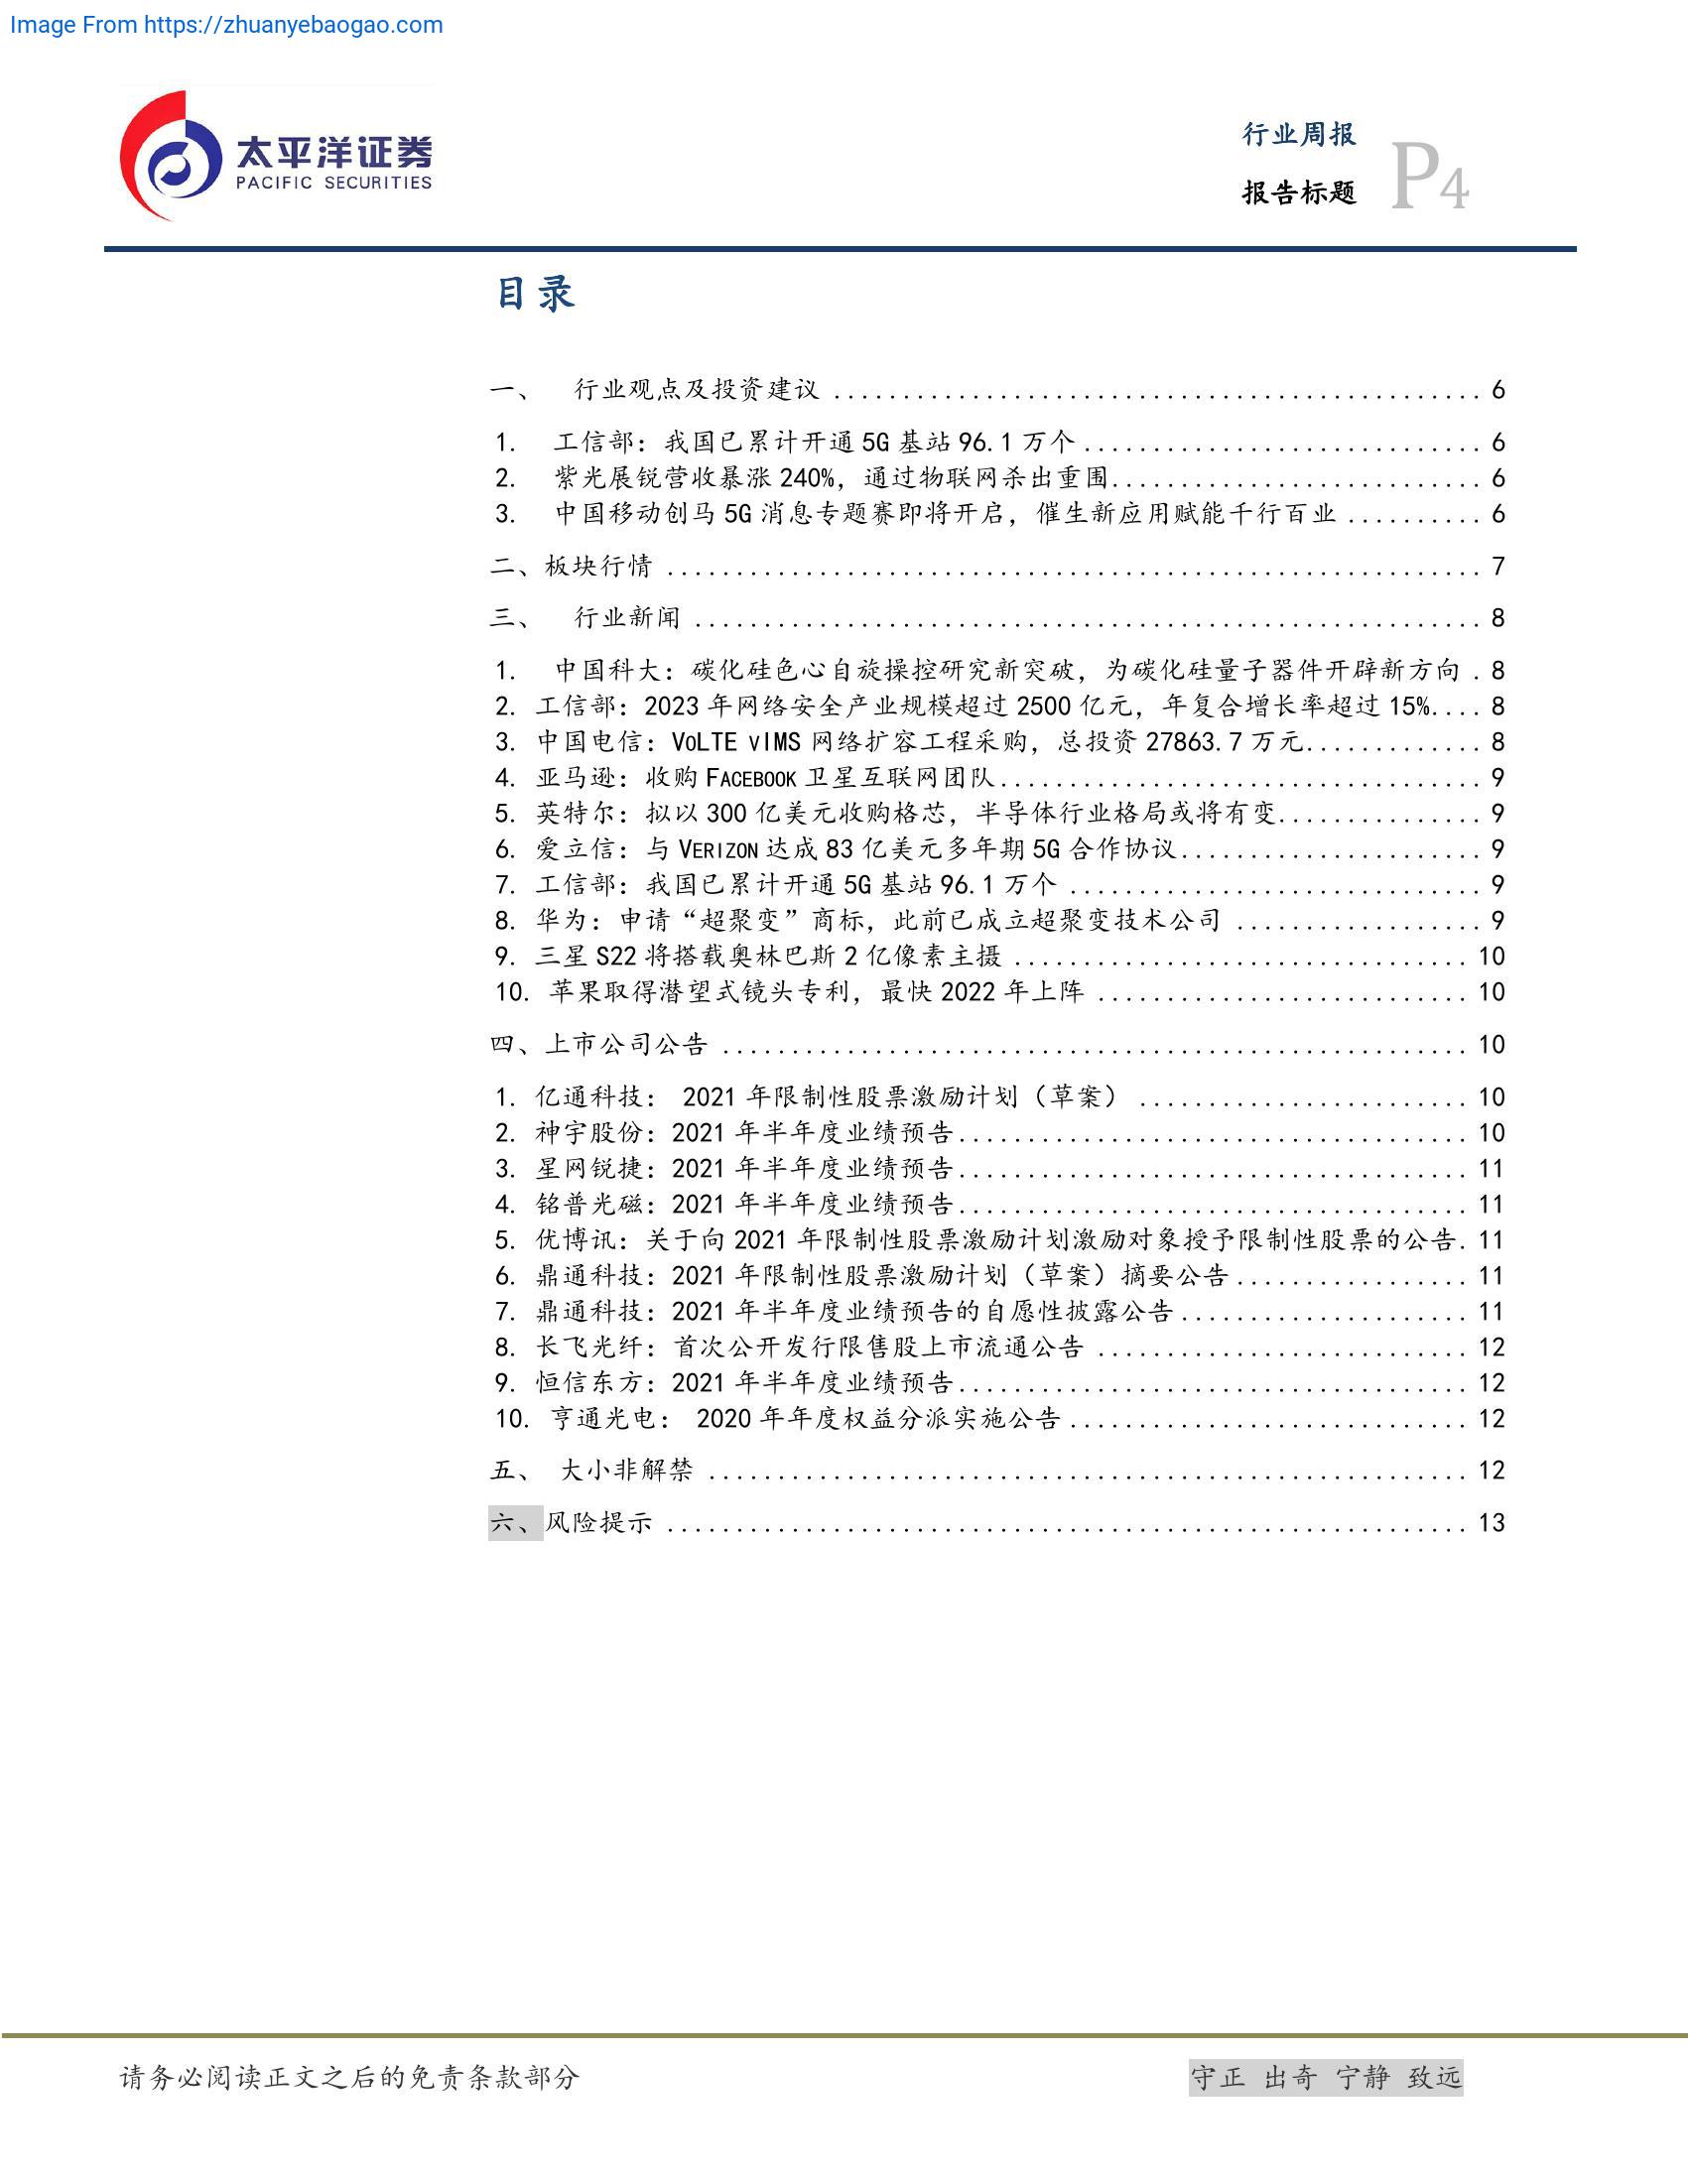 Image From https://zhuanyebaogao.com
太平洋证券
PACIFIC SECURITIES
行业周报
报告标题 P4
目录
一、 行业观点及投资建议 ................................................ 6
1. 工信部：我国已累计开通 5G 基站 96.1 万个 ............................. 6
2. 紫光展锐营收暴涨 240%，通过物联网杀出重围........................... 6
3. 中国移动创马 5G 消息专题赛即将开启，催生新应用赋能千行百业 .......... 6
二、板块行情 ............................................................ 7
三、 行业新闻 .......................................................... 8
1. 中国科大：碳化硅色心自旋操控研究新突破，为碳化硅量子器件开辟新方向 . 8
2. 工信部：2023 年网络安全产业规模超过 2500 亿元，年复合增长率超过 15%.... 8
3. 中国电信：VoLTE vIMS 网络扩容工程采购，总投资 27863.7 万元............. 8
4. 亚马逊：收购 Facebook 卫星互联网团队................................... 9
5. 英特尔：拟以 300 亿美元收购格芯，半导体行业格局或将有变............... 9
6. 爱立信：与 Verizon 达成 83 亿美元多年期 5G 合作协议...................... 9
7. 工信部：我国已累计开通 5G 基站 96.1 万个 .............................. 9
8. 华为：申请“超聚变”商标，此前已成立超聚变技术公司 .................. 9
9. 三星 S22 将搭载奥林巴斯 2 亿像素主摄 ................................. 10
10. 苹果取得潜望式镜头专利，最快 2022 年上阵 ........................... 10
四、上市公司公告 ...................................................... 10
1. 亿通科技： 2021 年限制性股票激励计划（草案） ........................ 10
2. 神宇股份：2021 年半年度业绩预告..................................... 10
3. 星网锐捷：2021 年半年度业绩预告..................................... 11
4. 铭普光磁：2021 年半年度业绩预告..................................... 11
5. 优博讯：关于向 2021 年限制性股票激励计划激励对象授予限制性股票的公告. 11
6. 鼎通科技：2021 年限制性股票激励计划（草案）摘要公告................. 11
7. 鼎通科技：2021 年半年度业绩预告的自愿性披露公告..................... 11
8. 长飞光纤：首次公开发行限售股上市流通公告 ........................... 12
9. 恒信东方：2021 年半年度业绩预告..................................... 12
10. 亨通光电： 2020 年年度权益分派实施公告............................. 12
五、 大小非解禁 ....................................................... 12
六、风险提示 .......................................................... 13
请务必阅读正文之后的免责条款部分
守正 出奇 宁静 致远